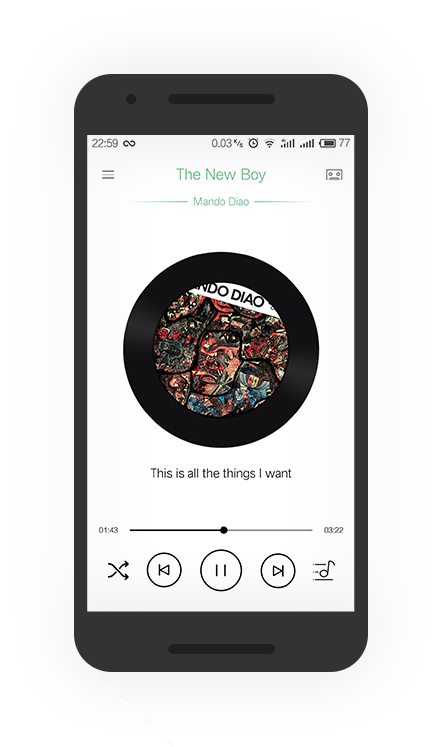 22:59 0.03 K/s 77
The New Boy
Mando Diao
NDO DIAO
This is all the things I want
01:43 03:22